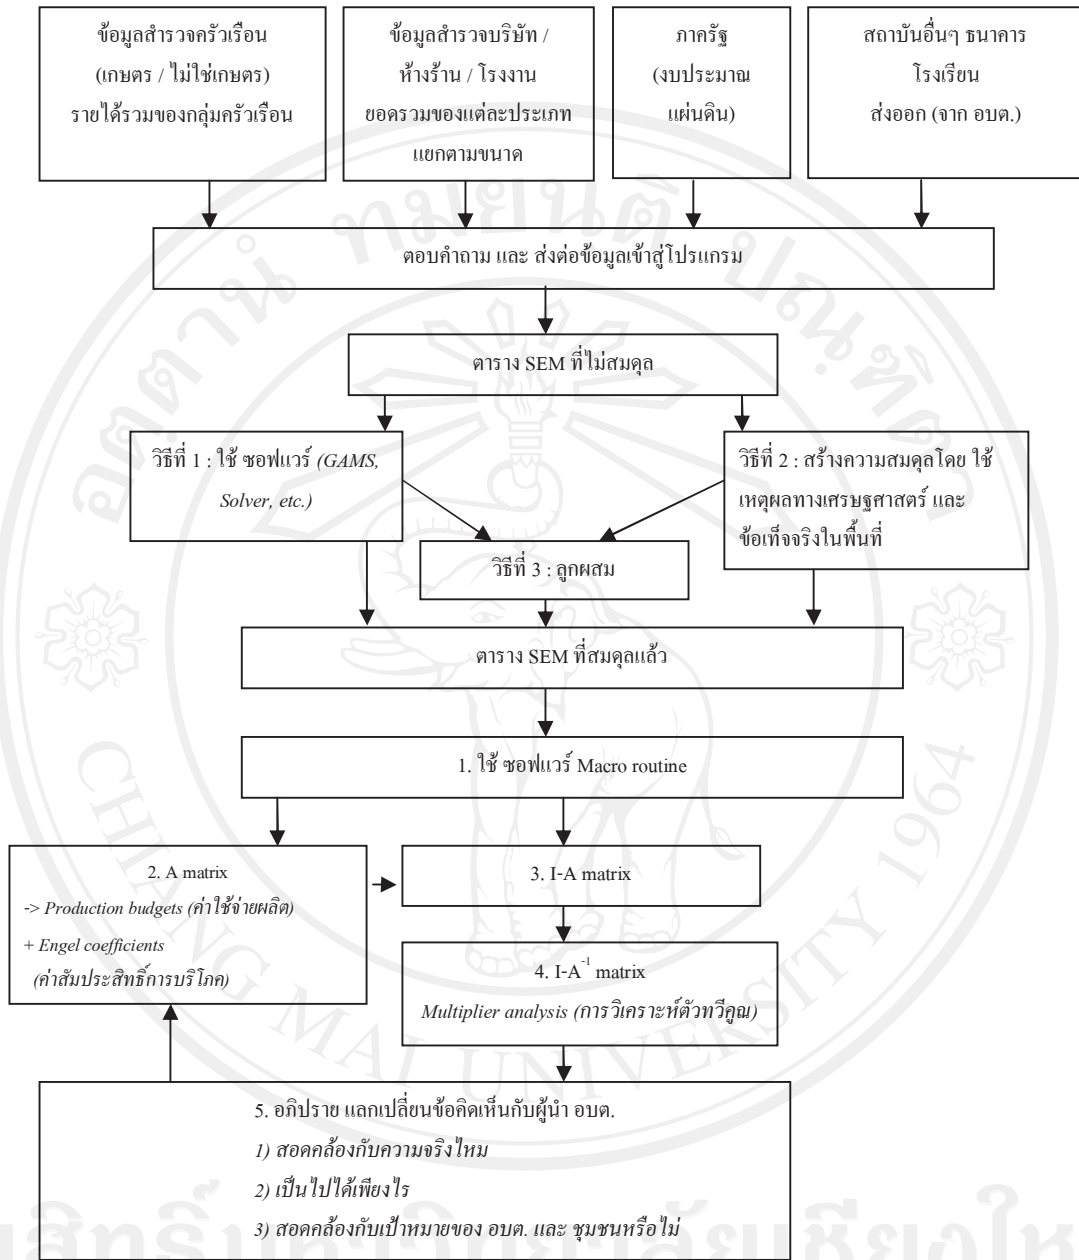 ข้อมูลสำรวจครัวเรือน
(เกษตร / ไม่ใช่เกษตร)
รายได้รวมของกลุ่มครัวเรือน
ข้อมูลสำรวจบริษัท /
ห้างร้าน / โรงงาน
ยอดรวมของแต่ละประเภท
แยกตามขนาด
ภาครัฐ
(งบประมาณ
แผ่นดิน)
สถาบันอื่นๆ ธนาคาร
โรงเรียน
ส่งออก (จาก อบต.)
ตอบคำถาม และ ส่งต่อข้อมูลเข้าสู่โปรแกรม
ตาราง SEM ที่ไม่สมดุล
วิธีที่ 1 : ใช้ ซอฟแวร์ (GAMS,
Solver, etc.)
วิธีที่ 2 : สร้างความสมดุลโดย ใช้
เหตุผลทางเศรษฐศาสตร์ และ
ข้อเท็จจริงในพื้นที่
วิธีที่ 3 : ลูกผสม
ตาราง SEM ที่สมดุลแล้ว
1. ใช้ ซอฟแวร์ Macro routine
2. A matrix
-> Production budgets (ค่าใช้จ่ายผลิต)
+ Engel coefficients
(ค่าสัมประสิทธิ์การบริโภค)
3. I-A matrix
4. I-A⁻¹ matrix
Multiplier analysis (การวิเคราะห์ตัวทวีคูณ)
5. อภิปราย แลกเปลี่ยนข้อคิดเห็นกับผู้นำ อบต.
1) สอดคล้องกับความจริงไหม
2) เป็นไปได้เพียงไร
3) สอดคล้องกับเป้าหมายของ อบต. และ ชุมชนหรือไม่
CHIANG MAI UNIVERSITY 1964